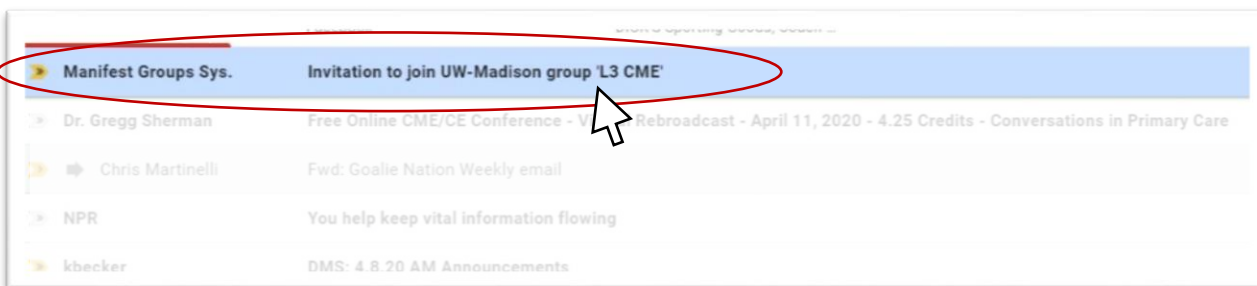 Manifest Groups Sys. Invitation to join UW-Madison group 'L3 CME'
Dr. Gregg Sherman Free Online CME/CE Conference - Rebroadcast - April 11, 2020 - 4.25 Credits - Conversations in Primary Care
Chris Martinelli Fwd: Goalie Nation Weekly email
NPR You help keep vital information flowing
kbecker DMS: 4.8.20 AM Announcements